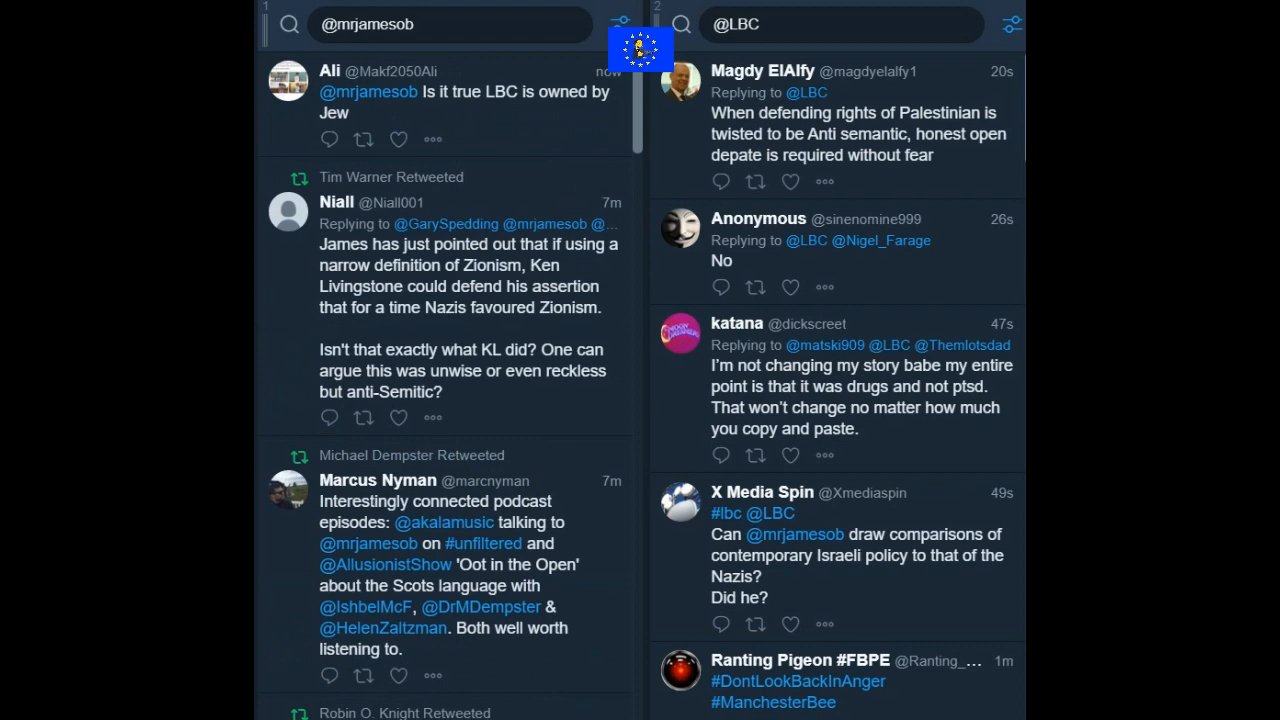 1
@mrjamesob
Ali @Makf2050Ali now
@mrjamesob Is it true LBC is owned by
Jew
Tim Warner Retweeted
Niall @Niall001 7m
Replying to @GarySpedding @mrjamesob @…
James has just pointed out that if using a
narrow definition of Zionism, Ken
Livingstone could defend his assertion
that for a time Nazis favoured Zionism.
Isn't that exactly what KL did? One can
argue this was unwise or even reckless
but anti-Semitic?
Michael Dempster Retweeted
Marcus Nyman @marcnyman 7m
Interestingly connected podcast
episodes: @akalamusic talking to
@mrjamesob on #unfiltered and
@AllusionistShow 'Oot in the Open'
about the Scots language with
@IshbelMcF, @DrMDempster &
@HelenZaltzman. Both well worth
listening to.
Robin O. Knight Retweeted
2
@LBC
Magdy ElAlfy @magdyelalfy1 20s
Replying to @LBC
When defending rights of Palestinian is
twisted to be Anti semantic, honest open
depate is required without fear
Anonymous @sinenomine999 26s
Replying to @LBC @Nigel_Farage
No
katana @dickscreet 47s
Replying to @matski909 @LBC @Themlotsdad
I'm not changing my story babe my entire
point is that it was drugs and not ptsd.
That won't change no matter how much
you copy and paste.
X Media Spin @Xmediaspin 49s
#lbc @LBC
Can @mrjamesob draw comparisons of
contemporary Israeli policy to that of the
Nazis?
Did he?
Ranting Pigeon #FBPE @Ranting_… 1m
#DontLookBackInAnger
#ManchesterBee